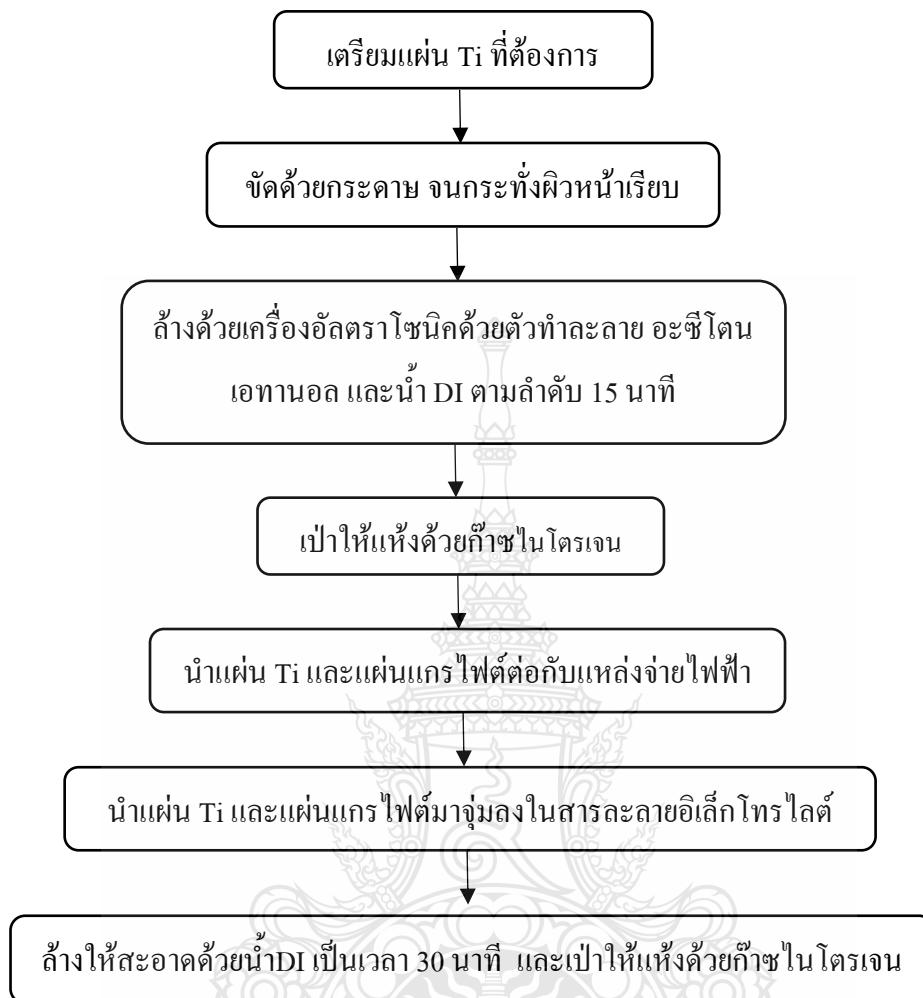 เตรียมแผ่น Ti ที่ต้องการ
ขัดด้วยกระดาษ จนกระทั่งผิวหน้าเรียบ
ล้างด้วยเครื่องอัลตราโซนิคด้วยตัวทำละลาย อะซีโตน
เอทานอล และน้ำ DI ตามลำดับ 15 นาที
เป่าให้แห้งด้วยก๊าซไนโตรเจน
นำแผ่น Ti และแผ่นแกรไฟต์ต่อกับแหล่งจ่ายไฟฟ้า
นำแผ่น Ti และแผ่นแกรไฟต์มาจุ่มลงในสารละลายอิเล็กโทรไลต์
ล้างให้สะอาดด้วยน้ำDI เป็นเวลา 30 นาที และเป่าให้แห้งด้วยก๊าซไนโตรเจน